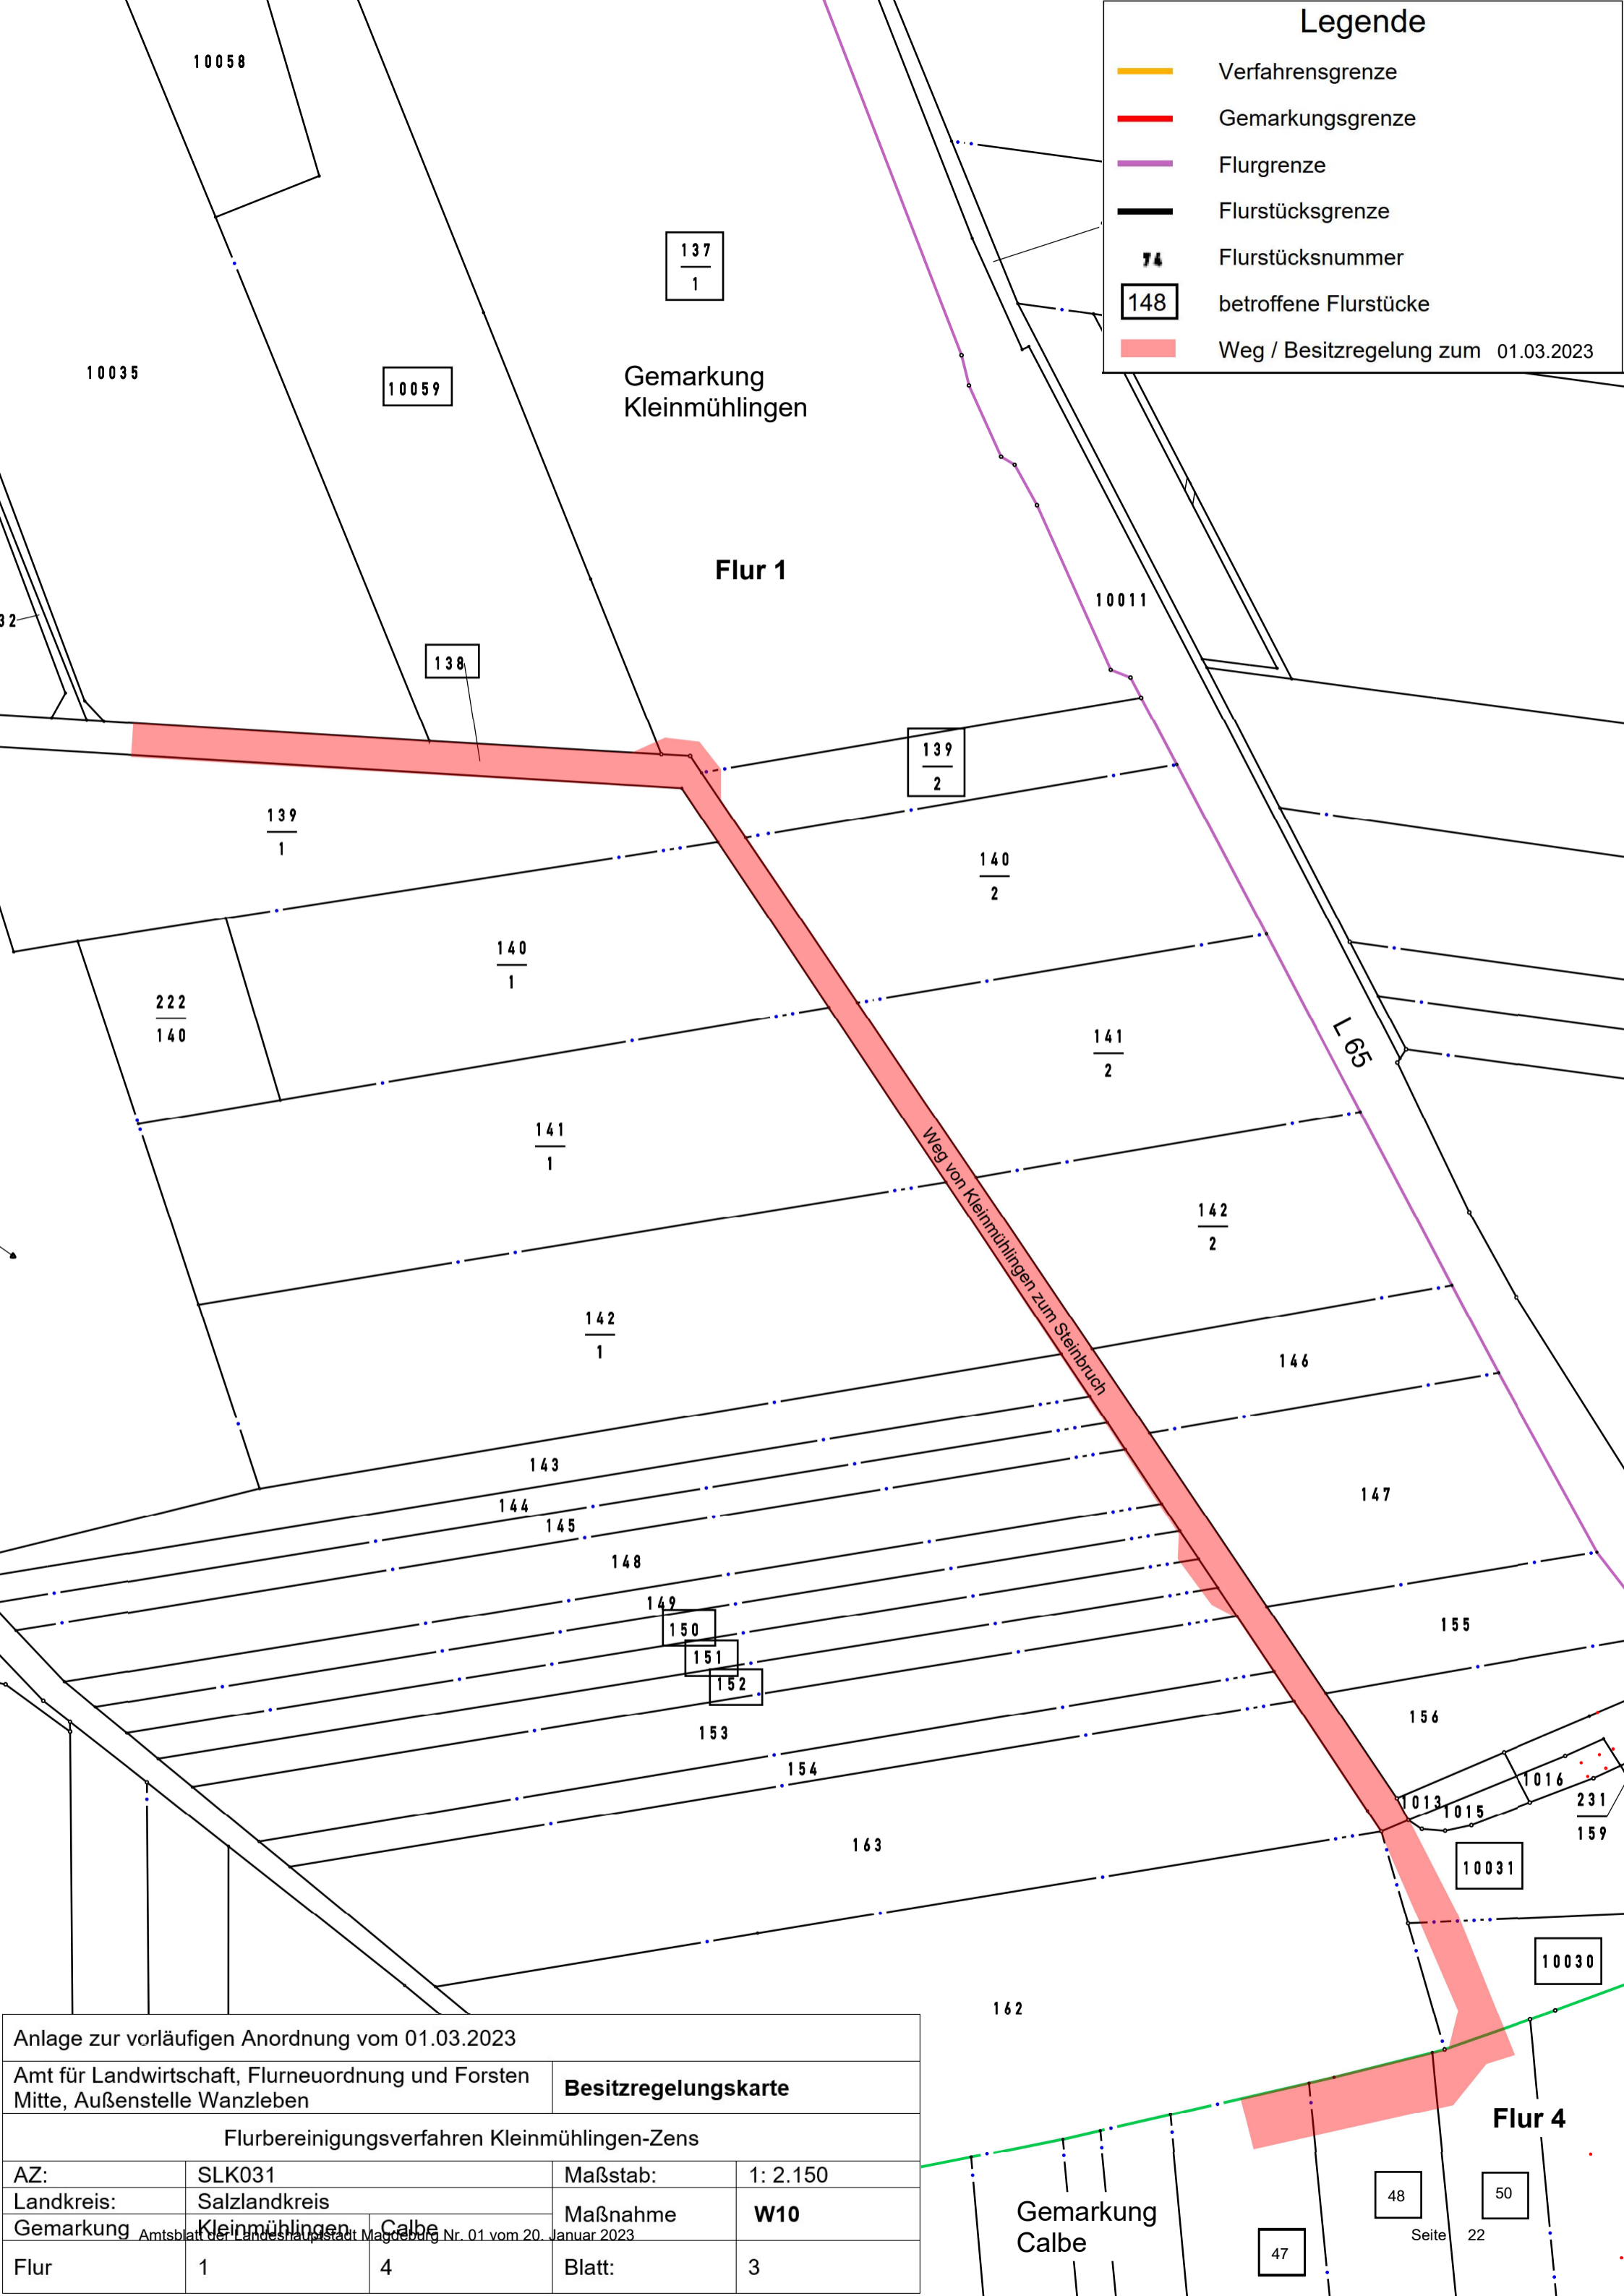 Legende
Verfahrensgrenze
Gemarkungsgrenze
Flurgrenze
Flurstücksgrenze
74 Flurstücksnummer
148 betroffene Flurstücke
Weg / Besitzregelung zum 01.03.2023
10058
137
1
10035
10059
Gemarkung
Kleinmühlingen
Flur 1
10011
32
138
139
2
139
1
140
2
140
1
222
140
L 65
141
2
141
1
Weg von Kleinmühlingen zum Steinbruch
142
2
142
1
146
143
147
144
145
148
149
150
155
151
152
156
153
154
1016
1013
1015
231
159
163
10031
10030
162
Flur 4
48
50
Gemarkung
Calbe
47
Anlage zur vorläufigen Anordnung vom 01.03.2023
Amt für Landwirtschaft, Flurneuordnung und Forsten
Mitte, Außenstelle Wanzleben
Besitzregelungskarte
Flurbereinigungsverfahren Kleinmühlingen-Zens
AZ: SLK031 Maßstab: 1: 2.150
Landkreis: Salzlandkreis
Maßnahme W10
Gemarkung Kleinmühlingen Calbe
Amtsblatt der Landeshauptstadt Magdeburg Nr. 01 vom 20. Januar 2023
Seite 22
Flur 1 4 Blatt: 3